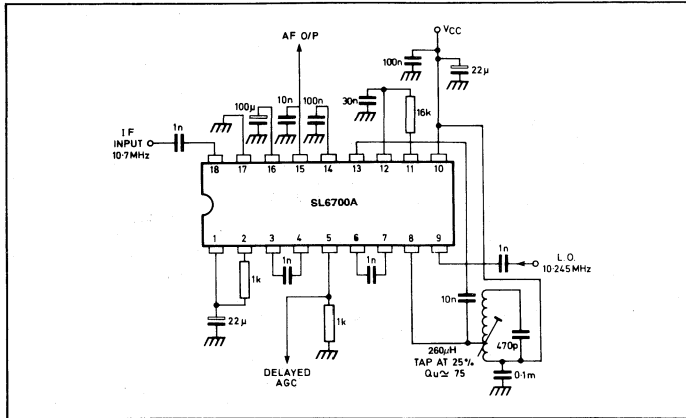 VCC
AF O/P
100n
22μ
100μ
10n
100n
30n
16k
IF
INPUT
10·7MHz
1n
18
17
16
15
14
13
12
11
10
SL6700A
1
2
3
4
5
6
7
8
9
1n
1n
1n
L.O.
10·245MHz
1k
22μ
1k
10n
DELAYED
AGC
260μH
TAP AT 25%
Qu≃ 75
470p
0·1m